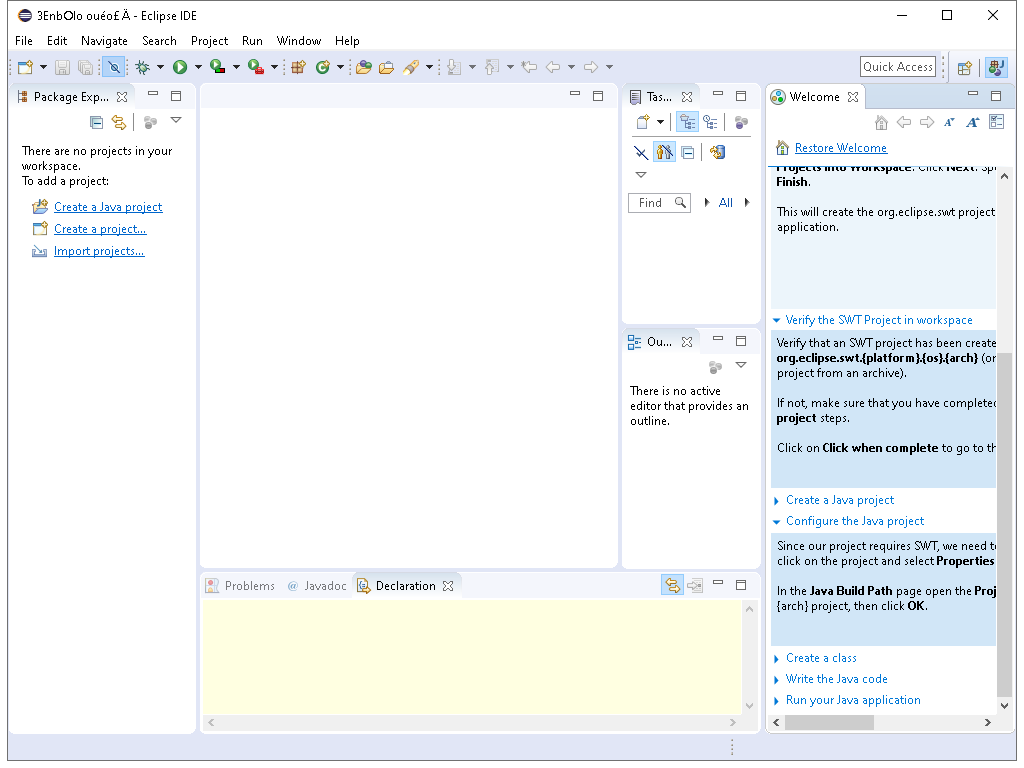 3EnbOlo ouéo£Ä - Eclipse IDE
File Edit Navigate Search Project Run Window Help
Quick Access
Package Exp...
There are no projects in your
workspace.
To add a project:
Create a Java project
Create a project...
Import projects...
Tas...
Find
All
Ou...
There is no active
editor that provides an
outline.
Problems
@ Javadoc
Declaration
Welcome
Restore Welcome
Projects into Workspace. Click Next.
Finish.
This will create the org.eclipse.swt project
application.
Verify the SWT Project in workspace
Verify that an SWT project has been create
org.eclipse.swt.{platform}.{os}.{arch} (or
project from an archive).
If not, make sure that you have completed
project steps.
Click on Click when complete to go to th
Create a Java project
Configure the Java project
Since our project requires SWT, we need to
click on the project and select Properties
In the Java Build Path page open the Proj
{arch} project, then click OK.
Create a class
Write the Java code
Run your Java application